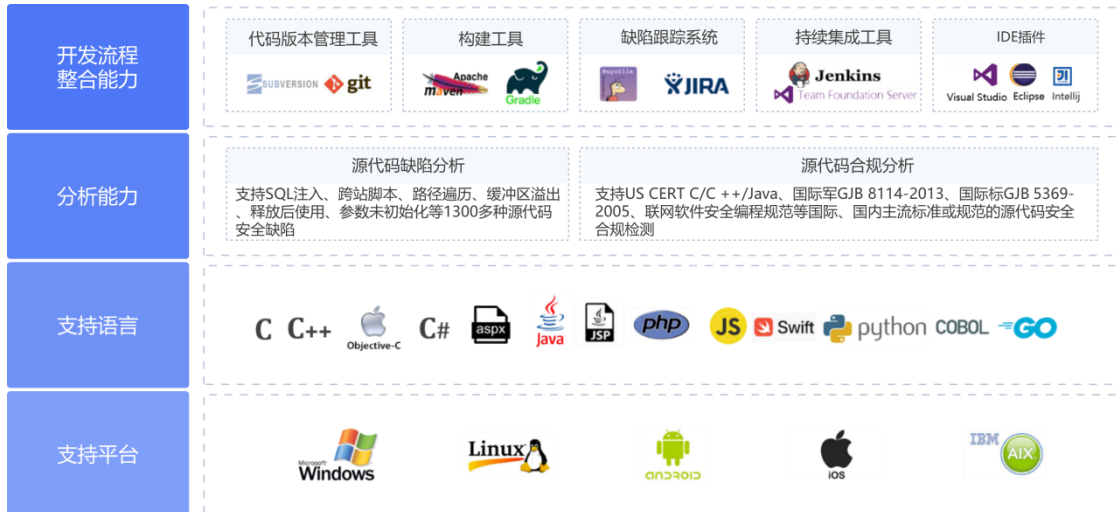 开发流程
整合能力
代码版本管理工具
SUBVERSION git
构建工具
Apache
maven
Gradle
缺陷跟踪系统
Bugzilla
JIRA
持续集成工具
Jenkins
Team Foundation Server
IDE插件
Visual Studio Eclipse Intellij
分析能力
源代码缺陷分析
支持SQL注入、跨站脚本、路径遍历、缓冲区溢出
、释放后使用、参数未初始化等1300多种源代码
安全缺陷
源代码合规分析
支持US CERT C/C ++/Java、国际军GJB 8114-2013、国际标GJB 5369-
2005、联网软件安全编程规范等国际、国内主流标准或规范的源代码安全
合规检测
支持语言
C C++ Objective-C C# aspx Java JSP php JS Swift python COBOL GO
支持平台
Microsoft
Windows
Linux
ANDROID
iOS
IBM
AIX